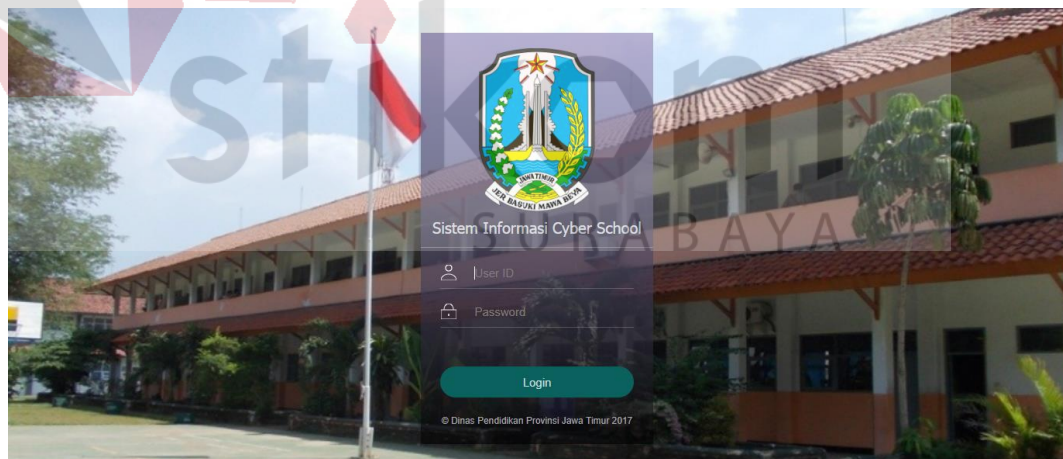 stikom
SURABAYA
JAWA TIMUR
JER BASUKI MAWA BEYA
Sistem Informasi Cyber School
User ID
Password
Login
© Dinas Pendidikan Provinsi Jawa Timur 2017